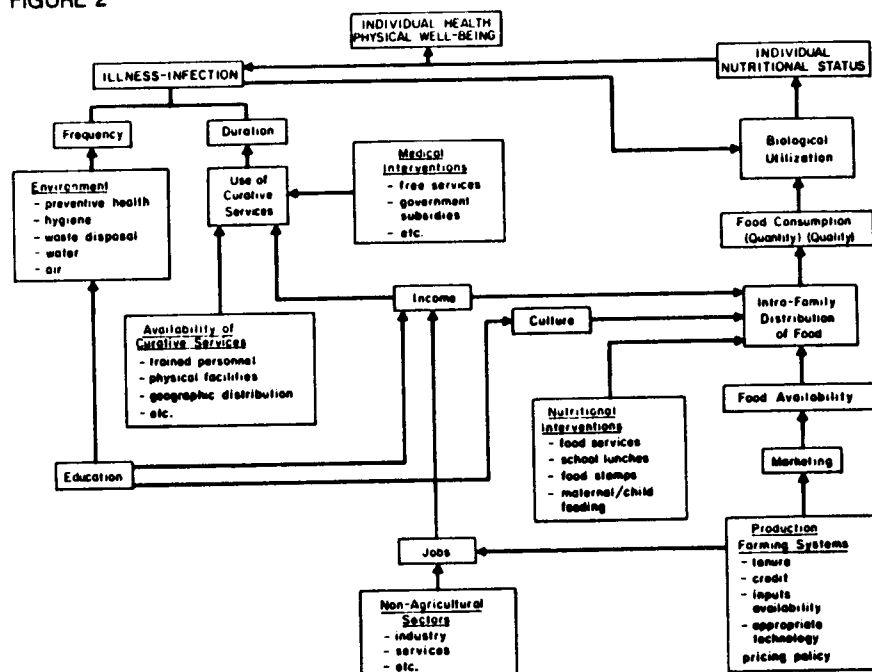 FIGURE 2
INDIVIDUAL HEALTH
PHYSICAL WELL-BEING
ILLNESS-INFECTION
INDIVIDUAL
NUTRITIONAL STATUS
Frequency
Duration
Biological
Utilization
Environment
- preventive health
- hygiene
- waste disposal
- water
- air
Use of
Curative
Services
Medical
Interventions
- free services
- government
subsidies
- etc.
Food Consumption
(Quantity) (Quality)
Income
Culture
Intra-Family
Distribution
of Food
Availability of
Curative Services
- trained personnel
- physical facilities
- geographic distribution
- etc.
Food Availability
Nutritional
Interventions
- food services
- school lunches
- food stamps
- maternal/child
feeding
Marketing
Education
Jobs
Production
Farming Systems
- tenure
- credit
- inputs
availability
- appropriate
technology
pricing policy
Non-Agricultural
Sectors
- industry
- services
- etc.